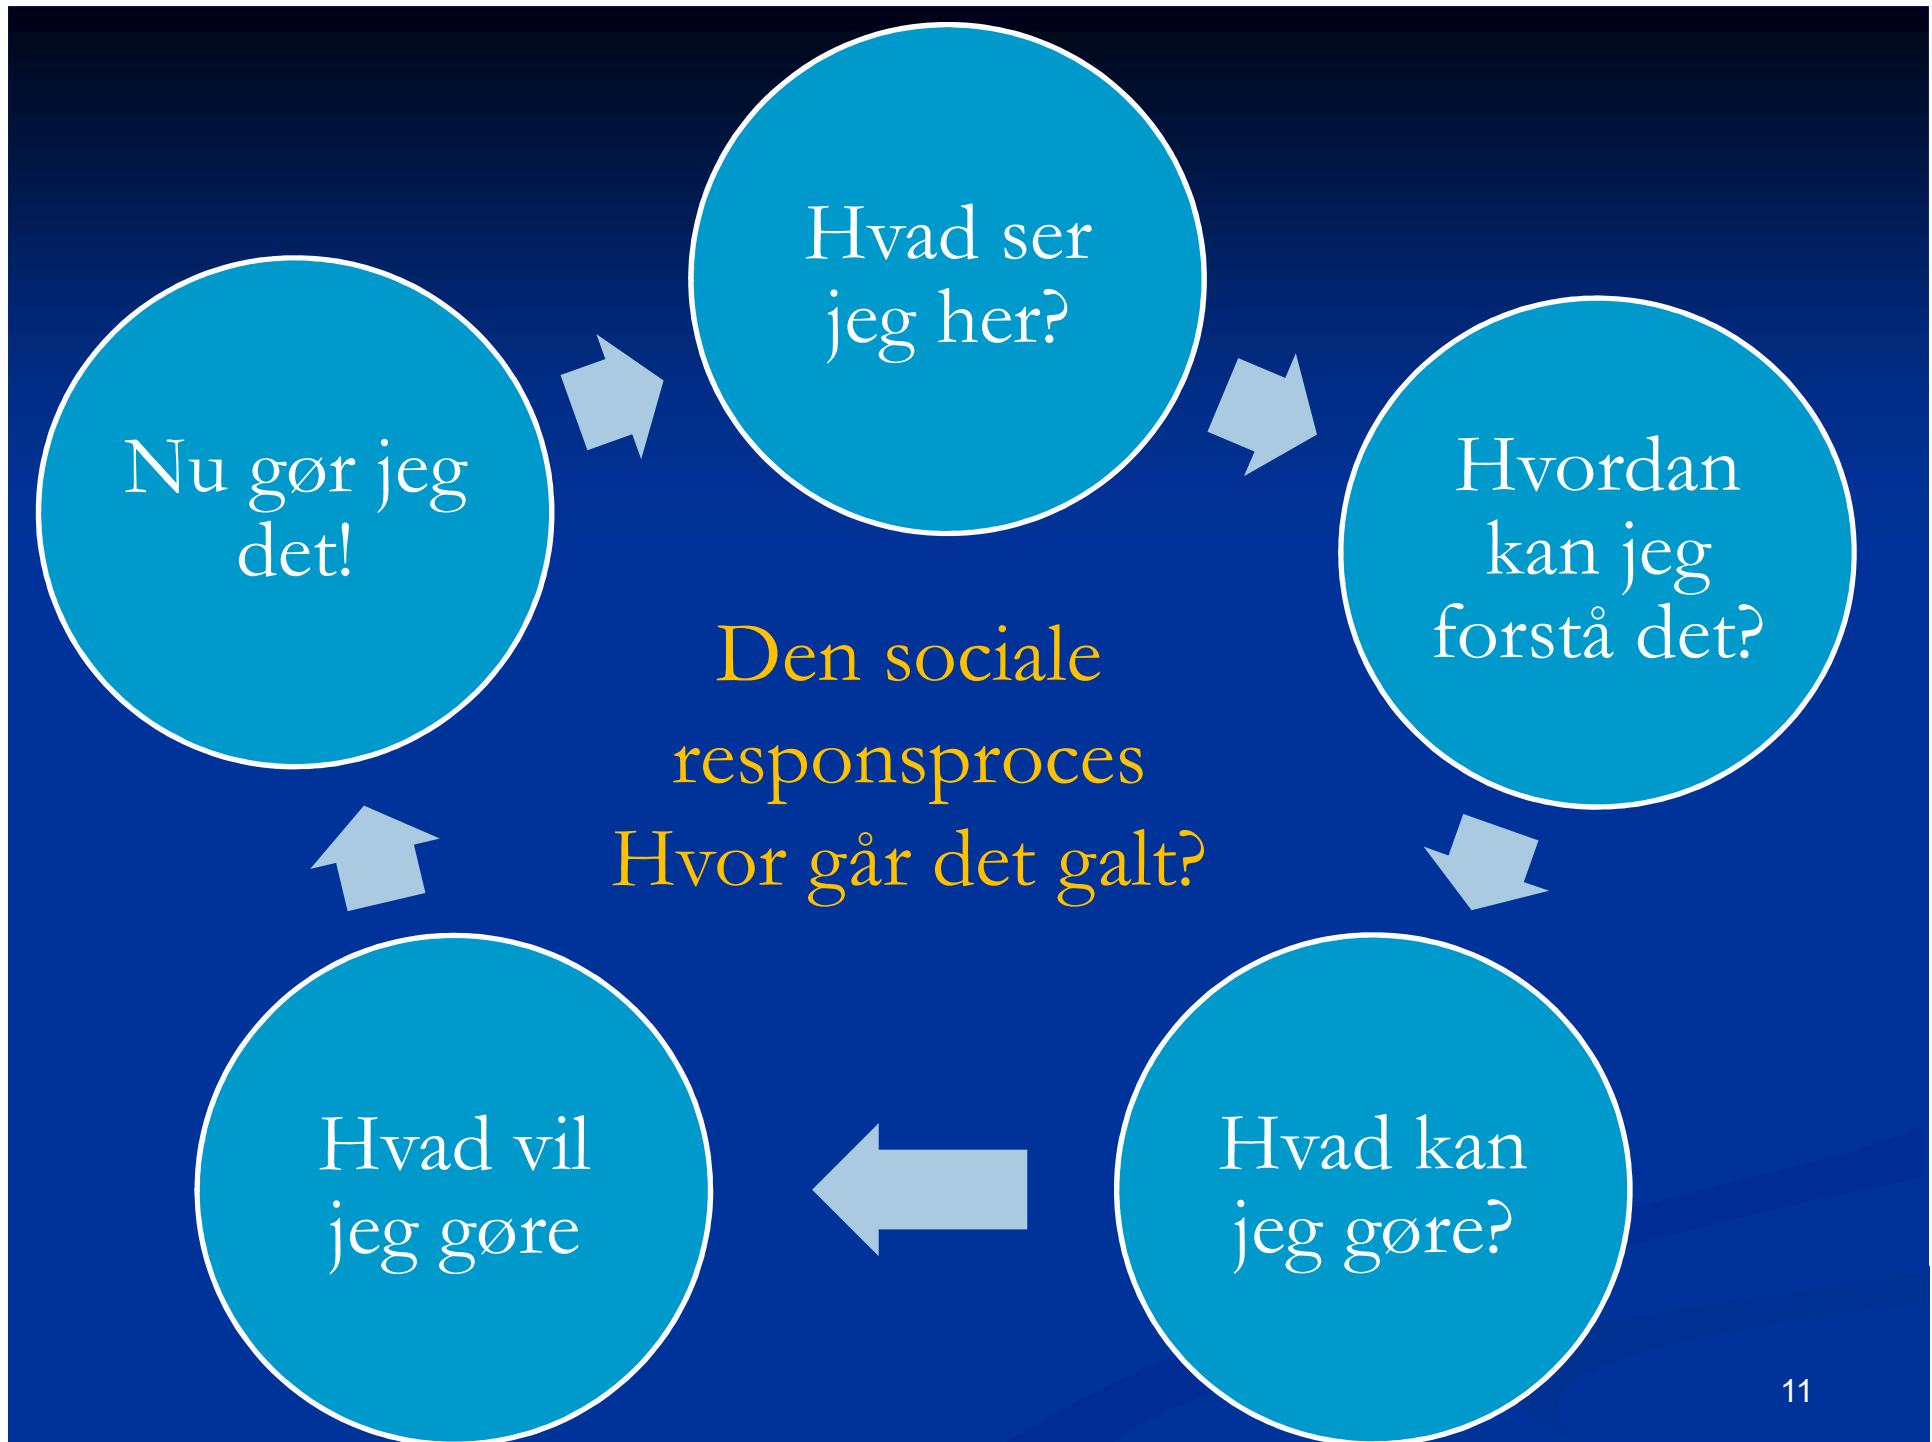 Hvad ser
jeg her?
Hvordan
kan jeg
forstå det?
Hvad kan
jeg gøre?
Hvad vil
jeg gøre
Nu gør jeg
det!
Den sociale
responsproces
Hvor går det galt?
11